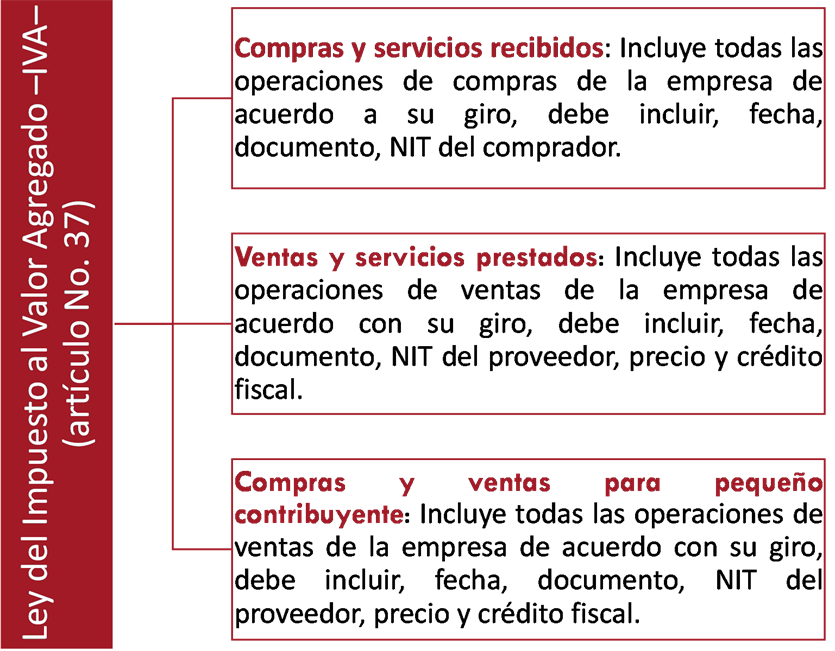 Ley del Impuesto al Valor Agregado –IVA–
(artículo No. 37)
Compras y servicios recibidos: Incluye todas las
operaciones de compras de la empresa de
acuerdo a su giro, debe incluir, fecha,
documento, NIT del comprador.
Ventas y servicios prestados: Incluye todas las
operaciones de ventas de la empresa de
acuerdo con su giro, debe incluir, fecha,
documento, NIT del proveedor, precio y crédito
fiscal.
Compras y ventas para pequeño
contribuyente: Incluye todas las operaciones de
ventas de la empresa de acuerdo con su giro,
debe incluir, fecha, documento, NIT del
proveedor, precio y crédito fiscal.